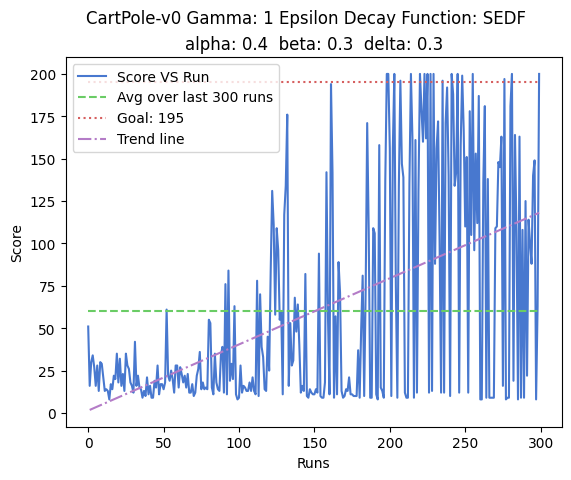 CartPole-v0 Gamma: 1 Epsilon Decay Function: SEDF
alpha: 0.4  beta: 0.3  delta: 0.3
Score VS Run
Avg over last 300 runs
Goal: 195
Trend line
200
175
150
125
100
75
50
25
0
Score
0
50
100
150
200
250
300
Runs